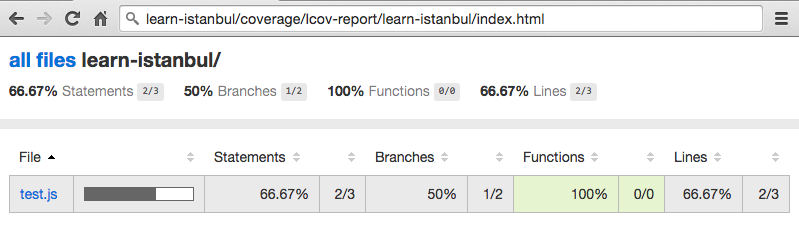 learn-istanbul/coverage/lcov-report/learn-istanbul/index.html
all files learn-istanbul/
66.67% Statements 2/3 50% Branches 1/2 100% Functions 0/0 66.67% Lines 2/3
File Statements Branches Functions Lines
test.js 66.67% 2/3 50% 1/2 100% 0/0 66.67% 2/3